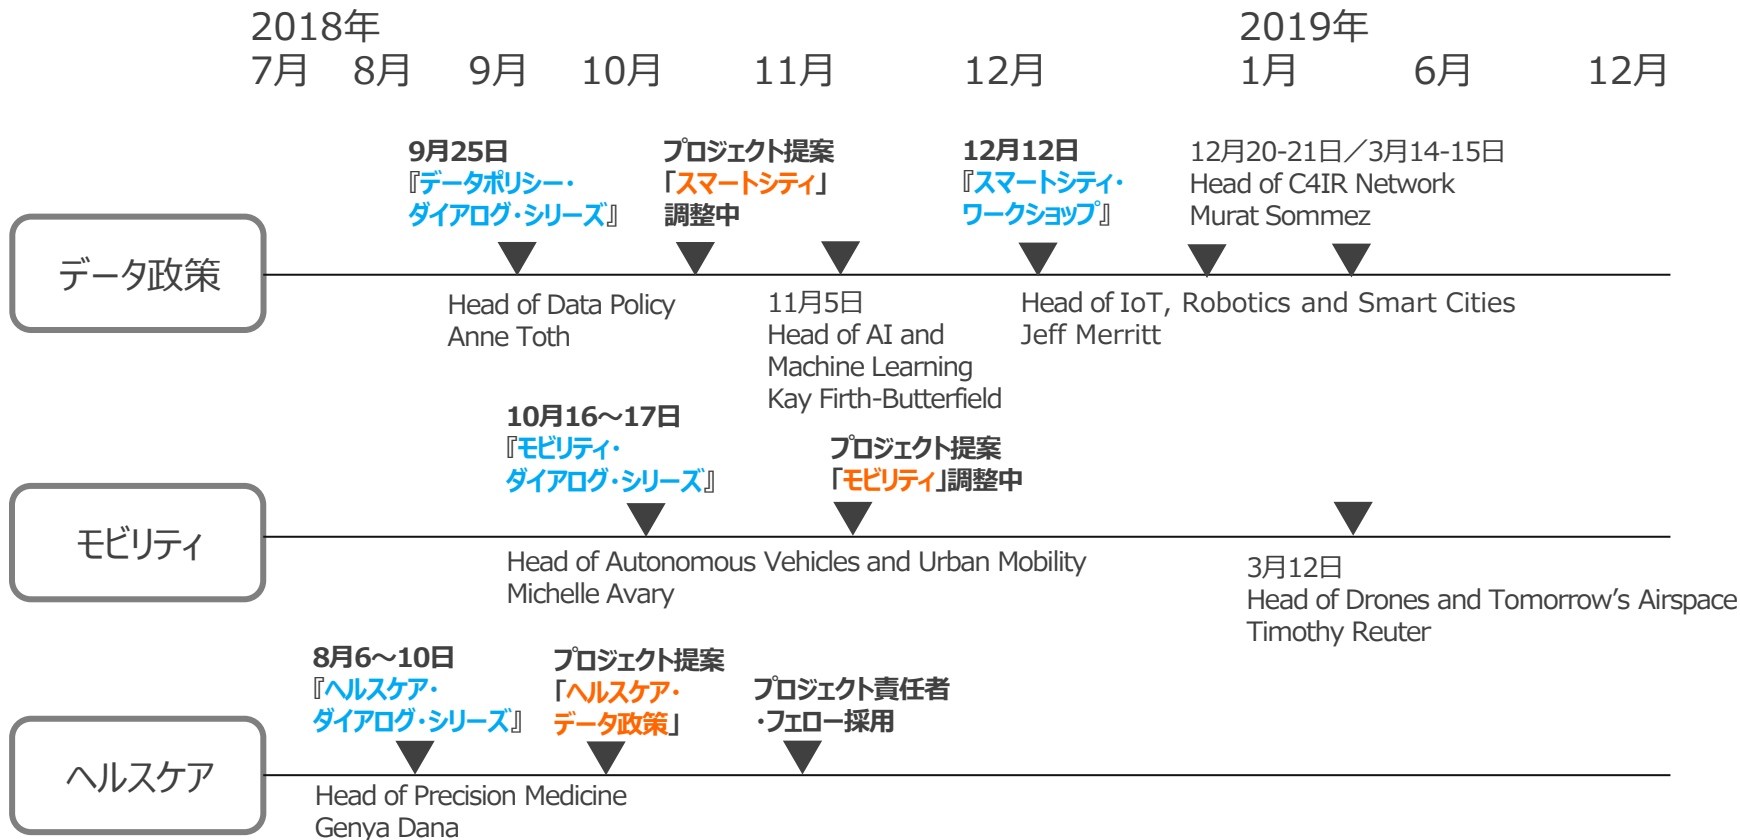 2018年
2019年
7月 8月 9月 10月 11月 12月 1月 6月 12月
データ政策
9月25日
『データポリシー・
ダイアログ・シリーズ』
プロジェクト提案
「スマートシティ」
調整中
12月12日
『スマートシティ・
ワークショップ』
12月20-21日／3月14-15日
Head of C4IR Network
Murat Sommez
Head of Data Policy
Anne Toth
11月5日
Head of AI and
Machine Learning
Kay Firth-Butterfield
Head of IoT, Robotics and Smart Cities
Jeff Merritt
モビリティ
10月16～17日
『モビリティ・
ダイアログ・シリーズ』
プロジェクト提案
「モビリティ」調整中
Head of Autonomous Vehicles and Urban Mobility
Michelle Avary
3月12日
Head of Drones and Tomorrow’s Airspace
Timothy Reuter
ヘルスケア
8月6～10日
『ヘルスケア・
ダイアログ・シリーズ』
プロジェクト提案
「ヘルスケア・
データ政策」
プロジェクト責任者
・フェロー採用
Head of Precision Medicine
Genya Dana